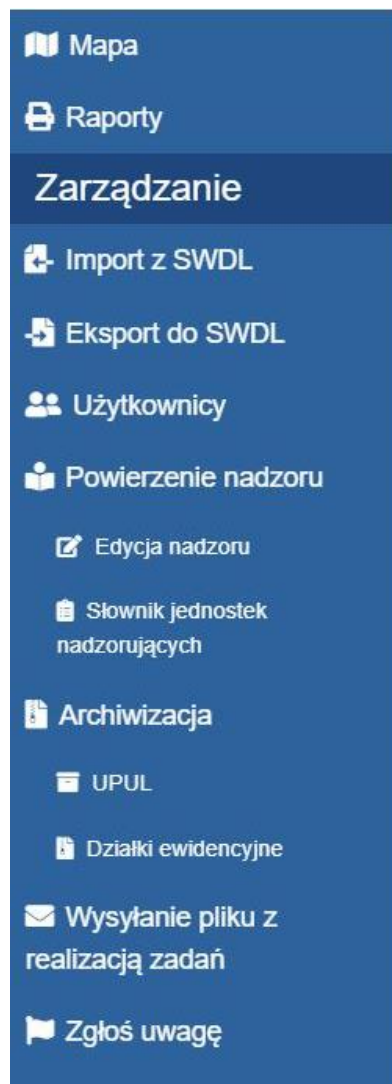 Mapa
Raporty
Zarządzanie
Import z SWDL
Eksport do SWDL
Użytkownicy
Powierzenie nadzoru
Edycja nadzoru
Słownik jednostek
nadzorujących
Archiwizacja
UPUL
Działki ewidencyjne
Wysyłanie pliku z
realizacją zadań
Zgłoś uwagę